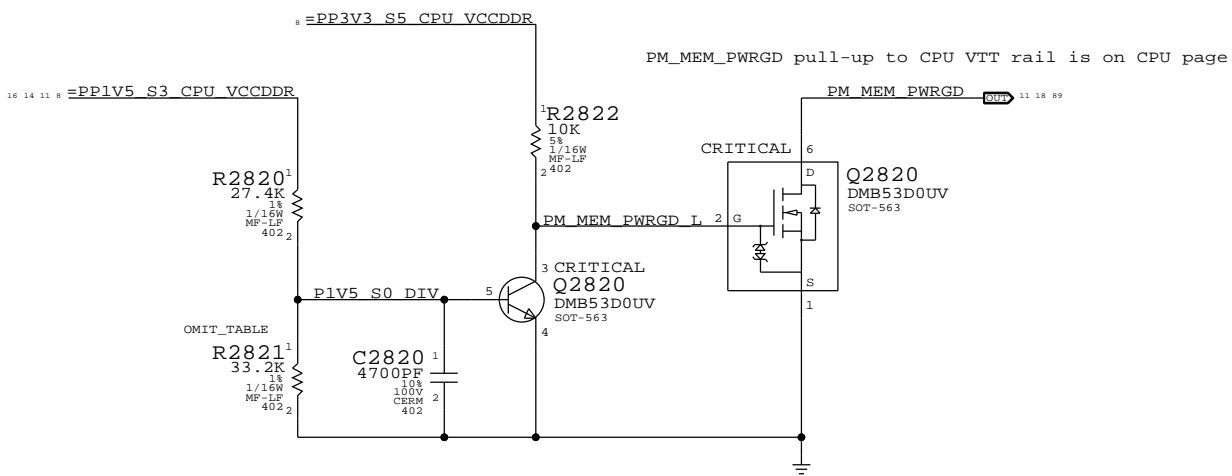 8 =PP3V3_S5_CPU_VCCDDR
PM_MEM_PWRGD pull-up to CPU VTT rail is on CPU page
16 14 11 8 =PP1V5_S3_CPU_VCCDDR
PM_MEM_PWRGD OUT 11 18 89
1
R2822
10K
5%
1/16W
MF-LF
402
2
CRITICAL 6
D
Q2820
DMB53D0UV
SOT-563
R2820 1
27.4K
1%
1/16W
MF-LF
402 2
PM_MEM_PWRGD_L 2 G
S
1
3 CRITICAL
Q2820
DMB53D0UV
SOT-563
P1V5_S0_DIV 5
4
OMIT_TABLE
R2821 1
33.2K
1%
1/16W
MF-LF
402 2
C2820 1
4700PF
10%
100V
CERM
402
2